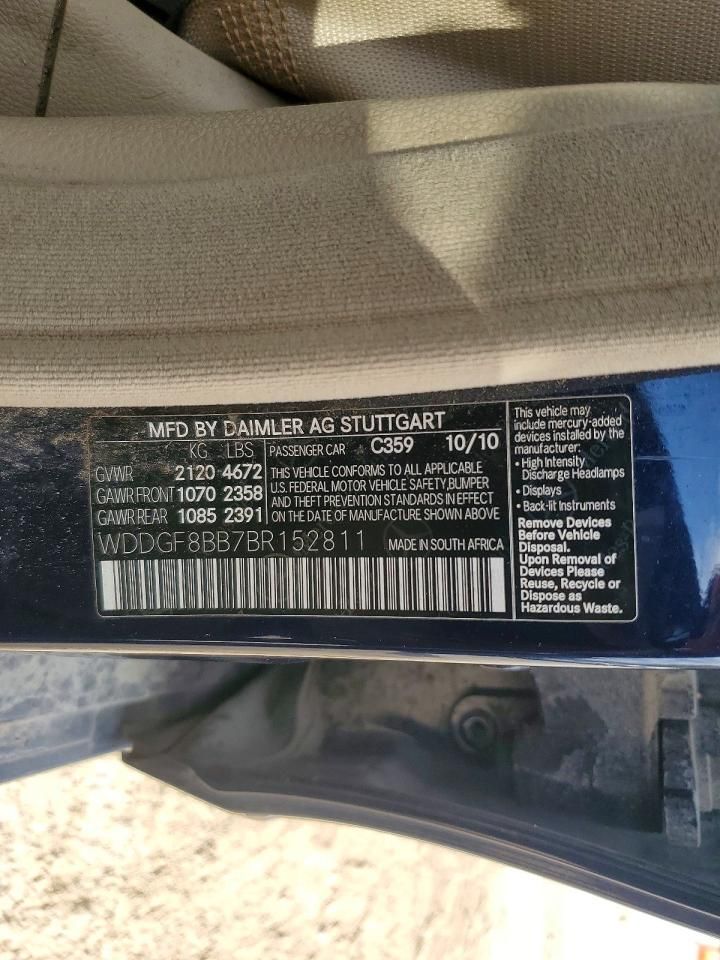 MFD BY DAIMLER AG STUTTGART
KG LBS
GVWR 2120 4672
GAWR FRONT 1070 2358
GAWR REAR 1085 2391
PASSENGER CAR C359 10/10
THIS VEHICLE CONFORMS TO ALL APPLICABLE
U.S. FEDERAL MOTOR VEHICLE SAFETY, BUMPER
AND THEFT PREVENTION STANDARDS IN EFFECT
ON THE DATE OF MANUFACTURE SHOWN ABOVE
WDDGF8BB7BR152811 MADE IN SOUTH AFRICA
This vehicle may
include mercury-added
devices installed by the
manufacturer:
• High Intensity
Discharge Headlamps
• Displays
• Back-lit Instruments
Remove Devices
Before Vehicle
Disposal.
Upon Removal of
Devices Please
Reuse, Recycle or
Dispose as
Hazardous Waste.